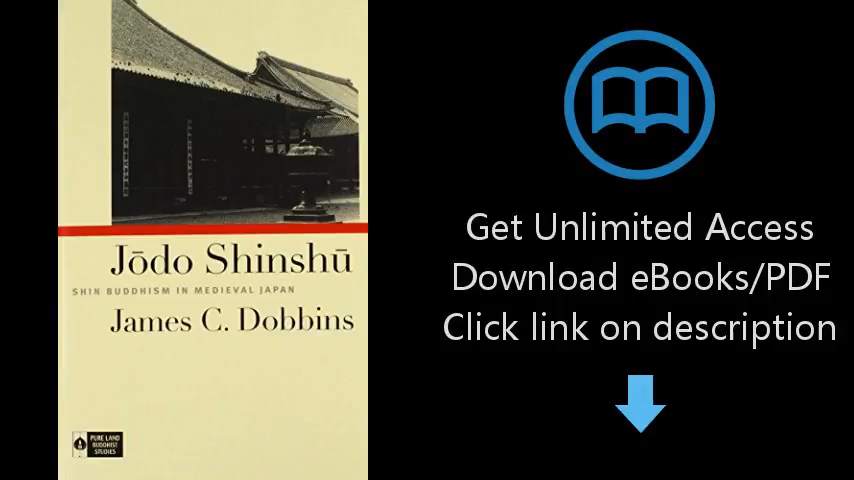 Jōdo Shinshū
SHIN BUDDHISM IN MEDIEVAL JAPAN
James C. Dobbins
PURE LAND
BUDDHIST
STUDIES
Get Unlimited Access
Download eBooks/PDF
Click link on description